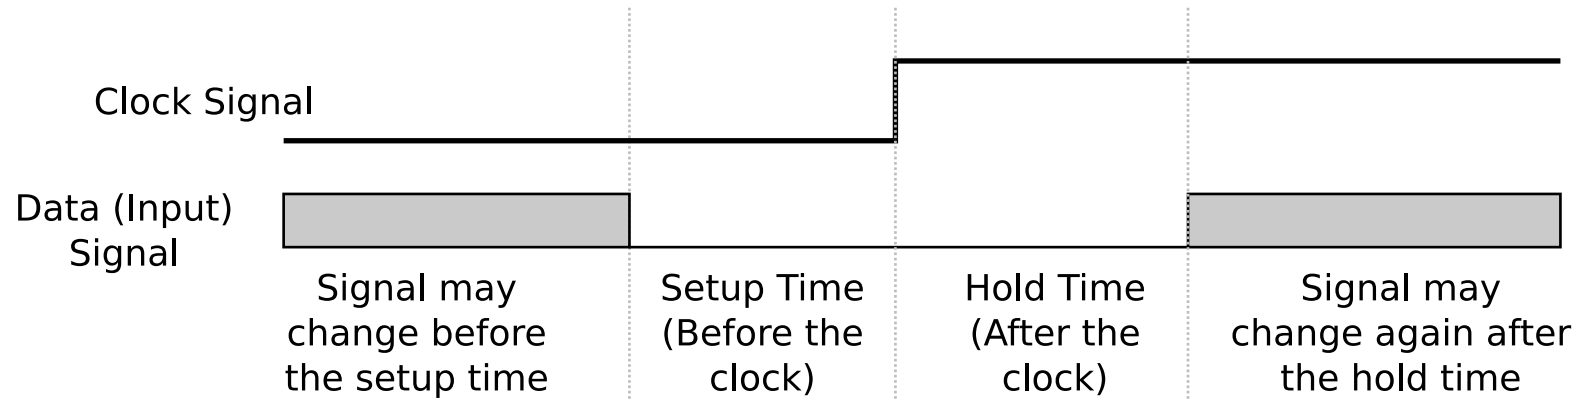 Clock Signal
Data (Input)
Signal
Signal may
change before
the setup time
Setup Time
(Before the
clock)
Hold Time
(After the
clock)
Signal may
change again after
the hold time